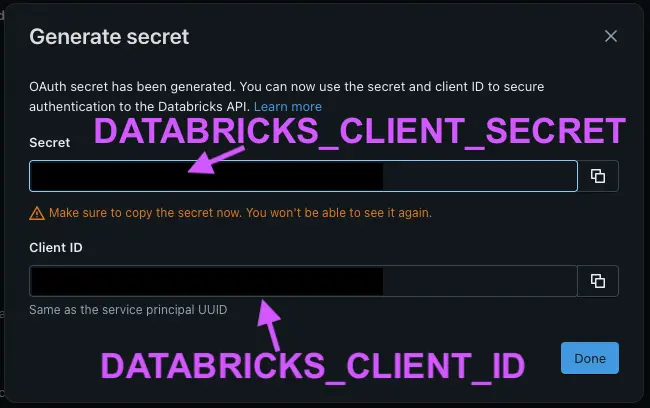 Generate secret
OAuth secret has been generated. You can now use the secret and client ID to secure
authentication to the Databricks API. Learn more
DATABRICKS_CLIENT_SECRET
Secret
Make sure to copy the secret now. You won't be able to see it again.
Client ID
Same as the service principal UUID
DATABRICKS_CLIENT_ID
Done